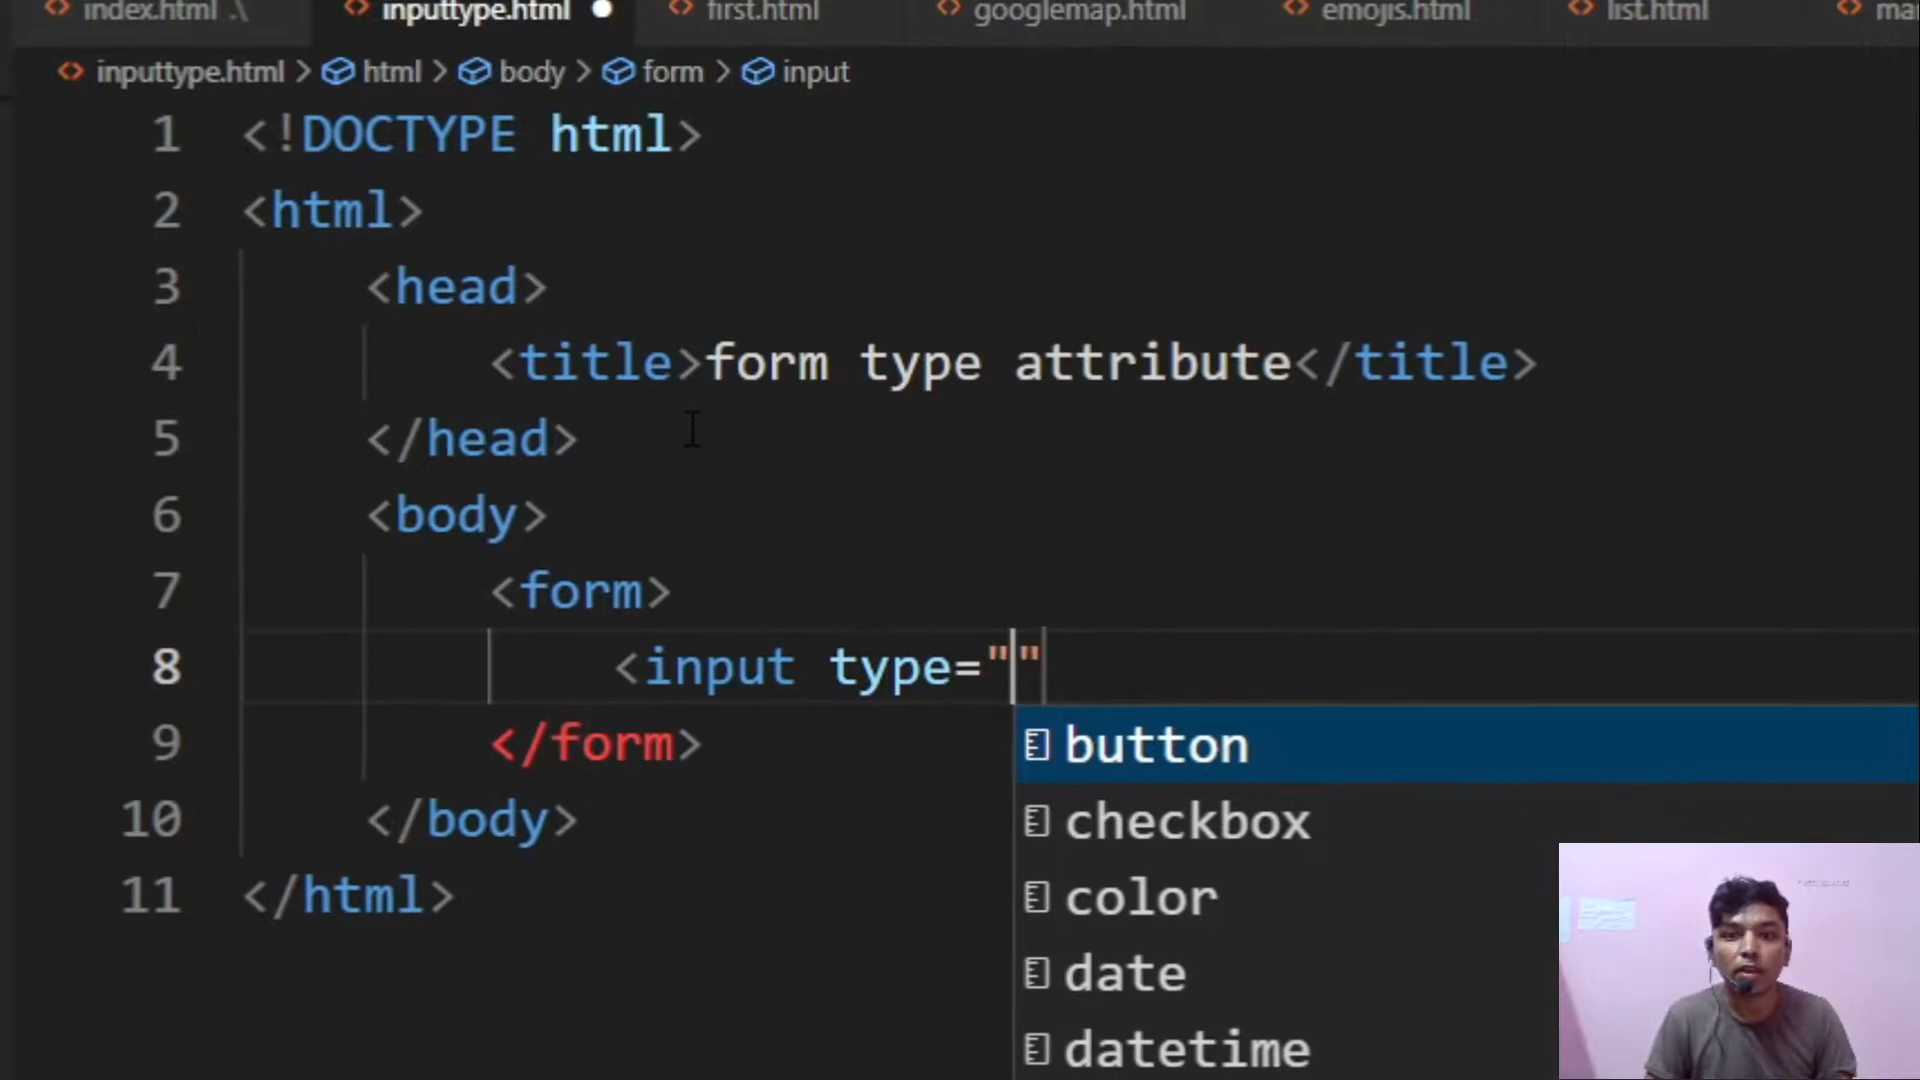 index.html .\ inputtype.html first.html googlemap.html emojis.html list.html
inputtype.html > html > body > form > input
1 <!DOCTYPE html>
2 <html>
3 <head>
4 <title>form type attribute</title>
5 </head>
6 <body>
7 <form>
8 <input type=""
9 </form>
10 </body>
11 </html>
button
checkbox
color
date
datetime